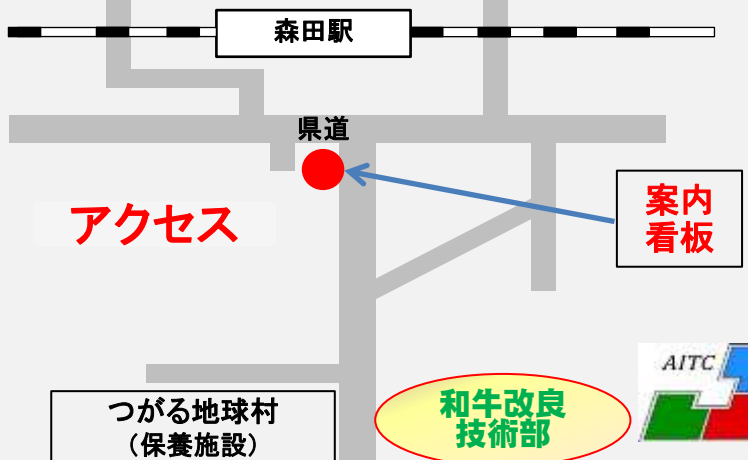 森田駅
県道
アクセス
案内
看板
AITC
つがる地球村
（保養施設）
和牛改良
技術部